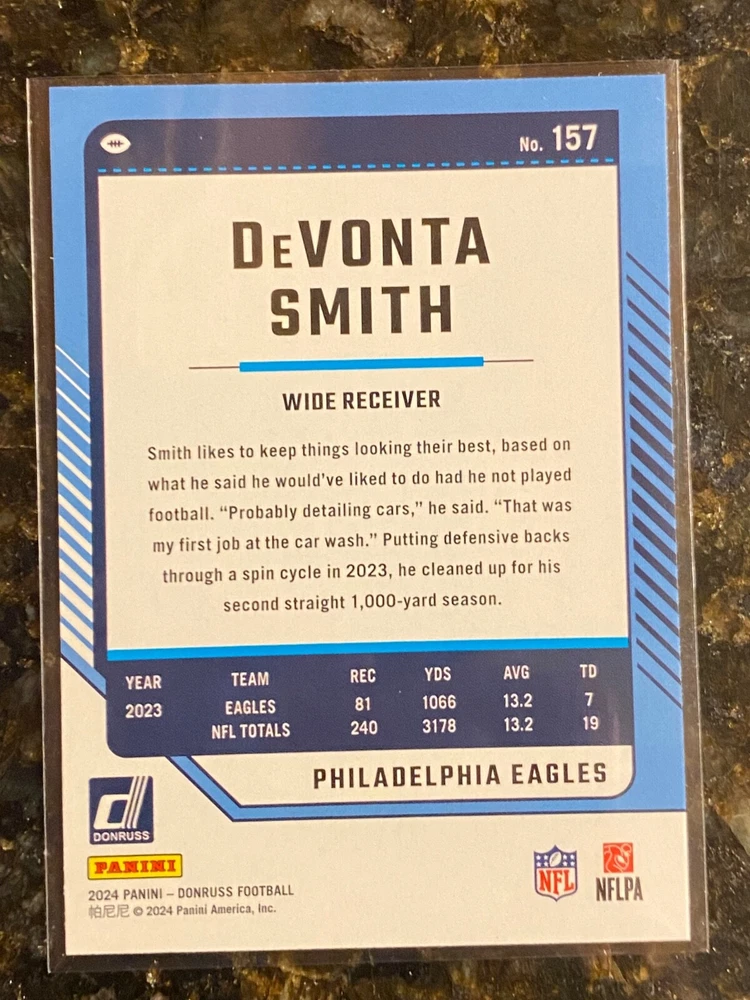 No. 157
DeVONTA
SMITH
WIDE RECEIVER
Smith likes to keep things looking their best, based on
what he said he would've liked to do had he not played
football. “Probably detailing cars,” he said. “That was
my first job at the car wash.” Putting defensive backs
through a spin cycle in 2023, he cleaned up for his
second straight 1,000-yard season.
YEAR TEAM REC YDS AVG TD
2023 EAGLES 81 1066 13.2 7
NFL TOTALS 240 3178 13.2 19
PHILADELPHIA EAGLES
d
DONRUSS
PANINI
2024 PANINI – DONRUSS FOOTBALL
帕尼尼 © 2024 Panini America, Inc.
NFL
NFLPA